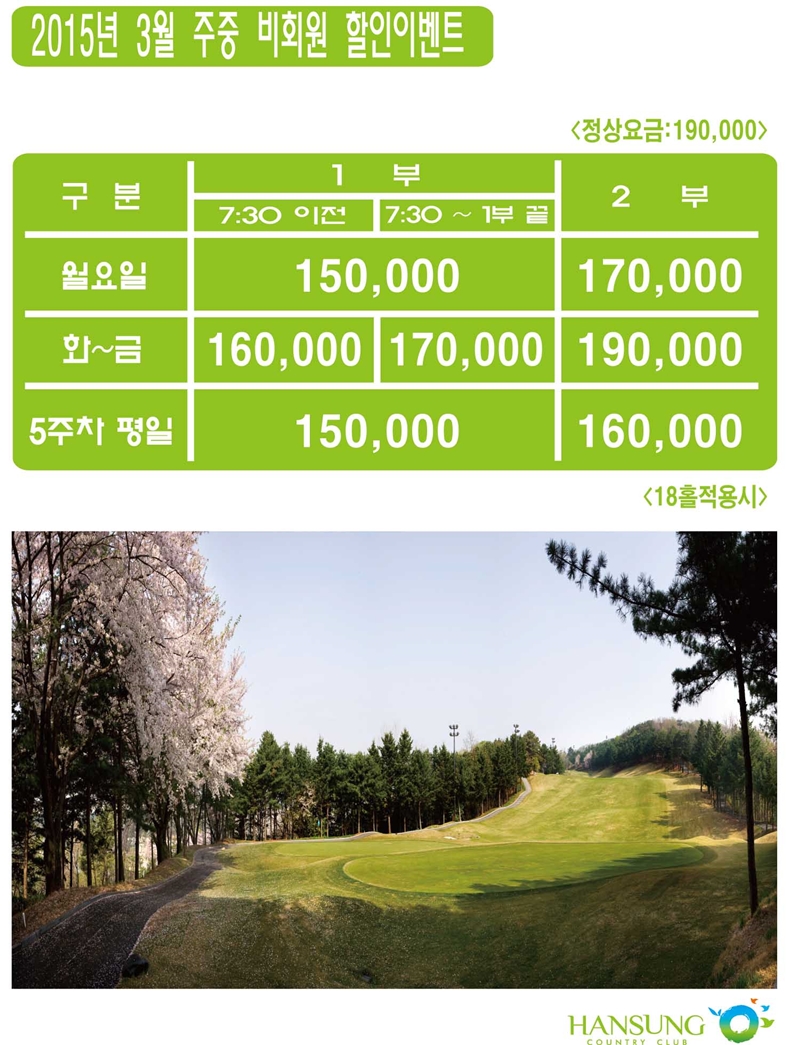 2015년 3월 주중 비회원 할인이벤트
<정상요금:190,000>
구 분 1 부 2 부
7:30 이전 7:30 ~ 1부 끝
월요일 150,000 170,000
화~금 160,000 170,000 190,000
5주차 평일 150,000 160,000
<18홀적용시>
HANSUNG
COUNTRY CLUB